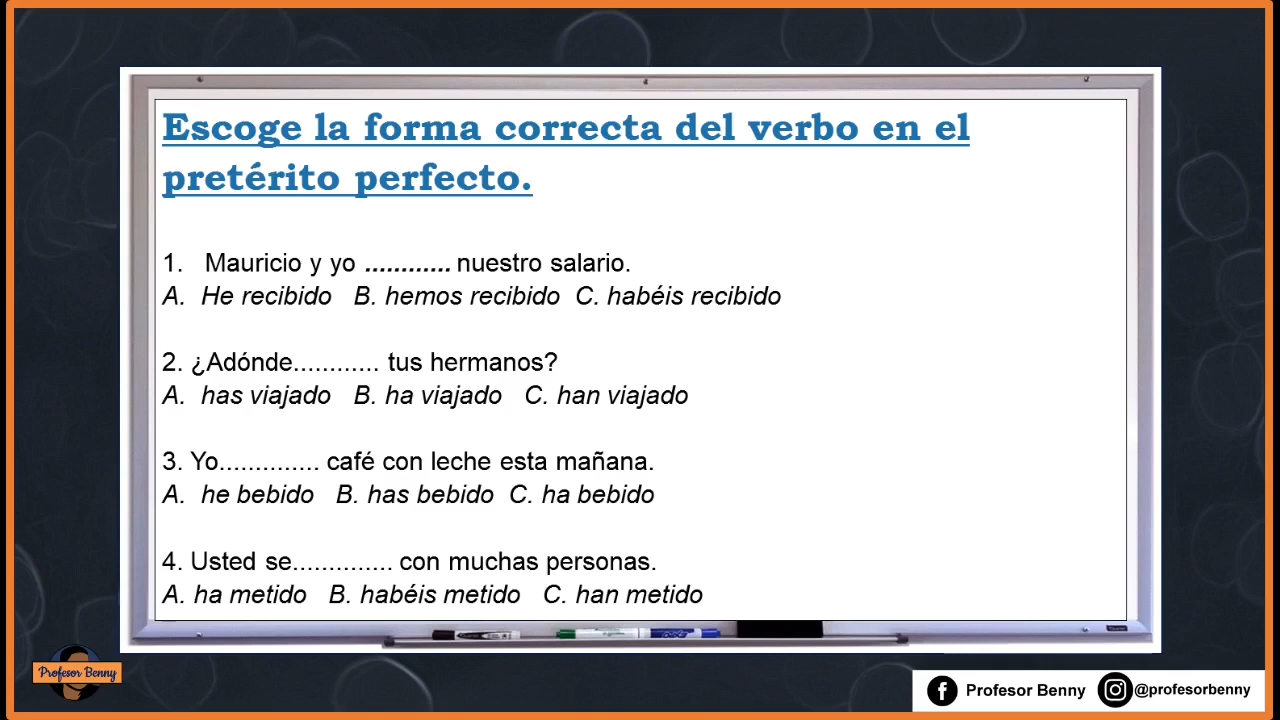 Escoge la forma correcta del verbo en el
pretérito perfecto.
1. Mauricio y yo ............ nuestro salario.
A. He recibido B. hemos recibido C. habéis recibido
2. ¿Adónde............ tus hermanos?
A. has viajado B. ha viajado C. han viajado
3. Yo.............. café con leche esta mañana.
A. he bebido B. has bebido C. ha bebido
4. Usted se.............. con muchas personas.
A. ha metido B. habéis metido C. han metido
Profesor Benny
Profesor Benny @profesorbenny